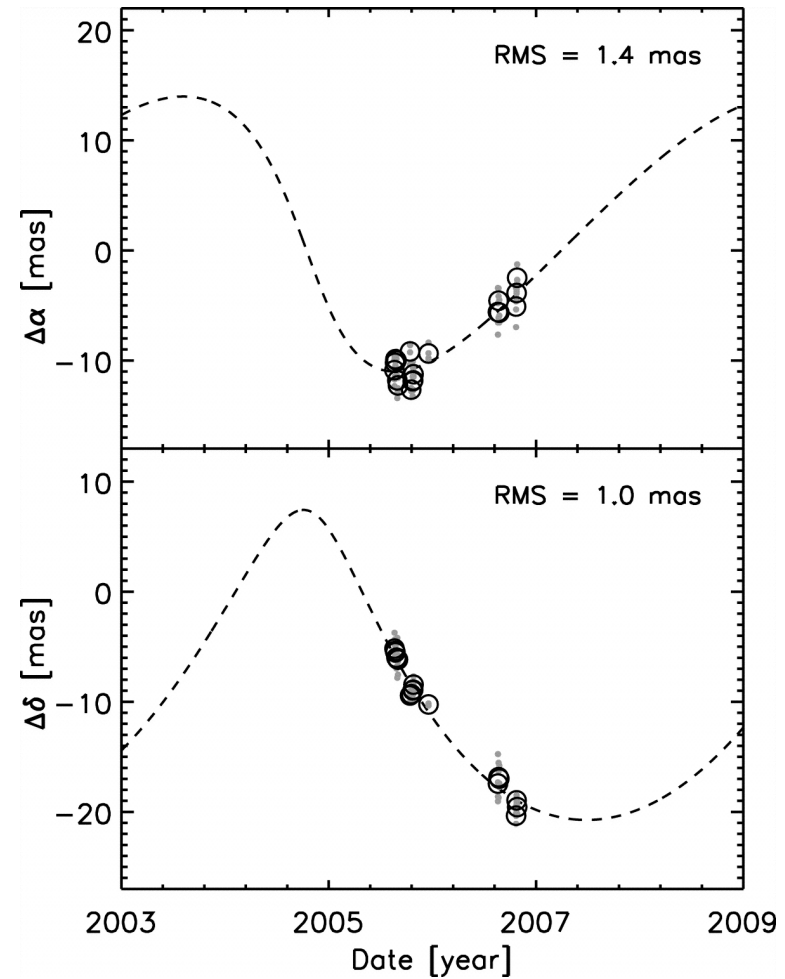 20
RMS = 1.4 mas
10
0
−10
Δα [mas]
10
RMS = 1.0 mas
0
−10
−20
Δδ [mas]
2003 2005 2007 2009
Date [year]